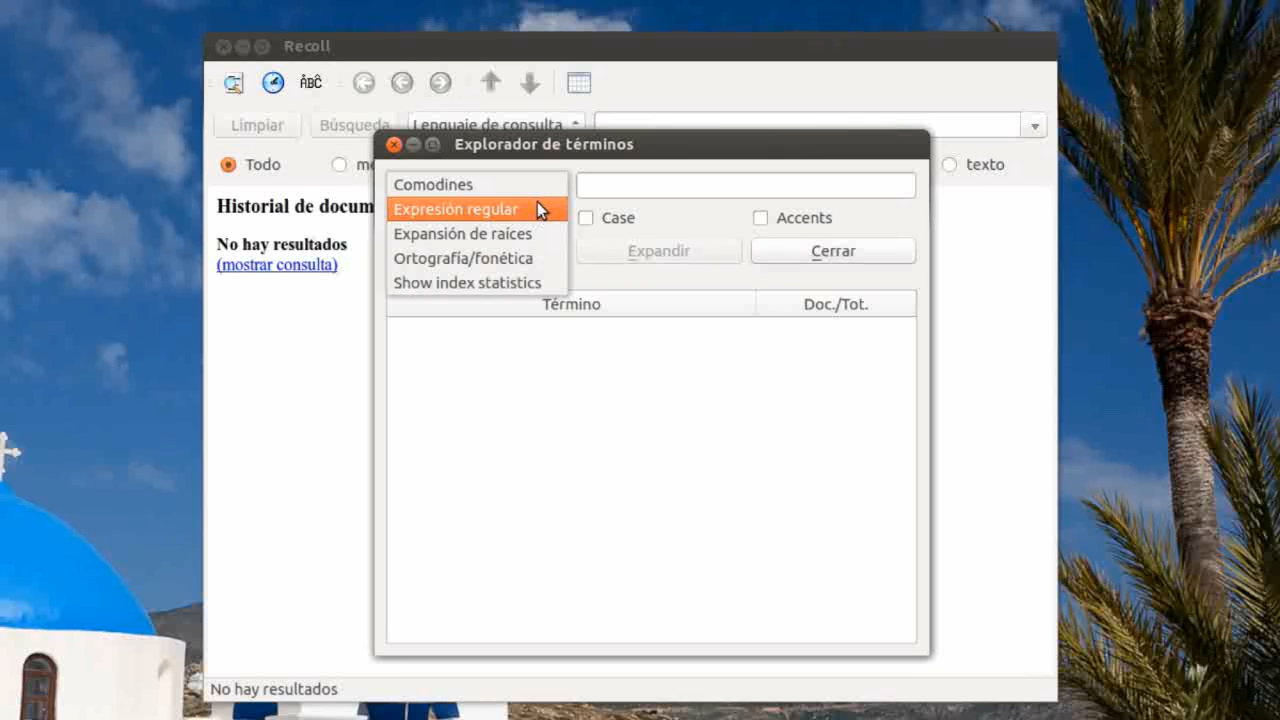 Recoll
ÀBĈ
Limpiar
Búsqueda
Lenguaje de consulta
Explorador de términos
Todo
texto
Comodines
Expresión regular
Case
Accents
Expansión de raíces
Expandir
Cerrar
Ortografía/fonética
Show index statistics
Término
Doc./Tot.
Historial de docum
No hay resultados
(mostrar consulta)
No hay resultados